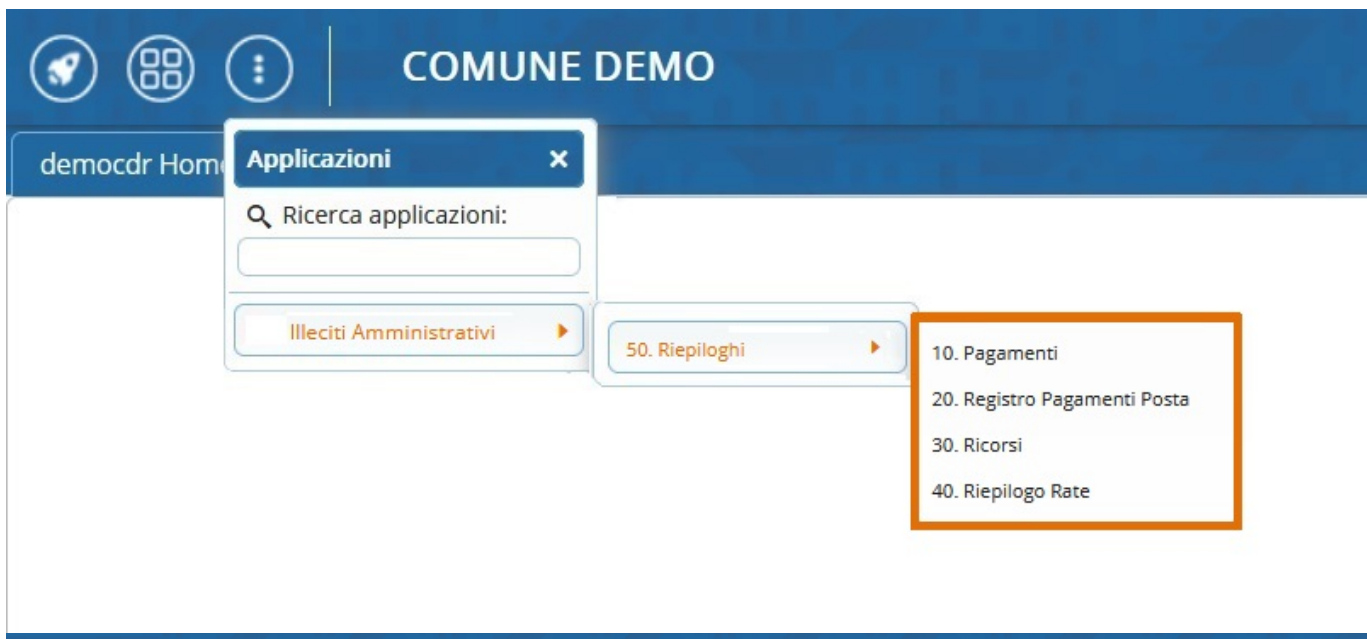 COMUNE DEMO
democdr Hom
Applicazioni
Ricerca applicazioni:
Illeciti Amministrativi
50. Riepiloghi
10. Pagamenti
20. Registro Pagamenti Posta
30. Ricorsi
40. Riepilogo Rate